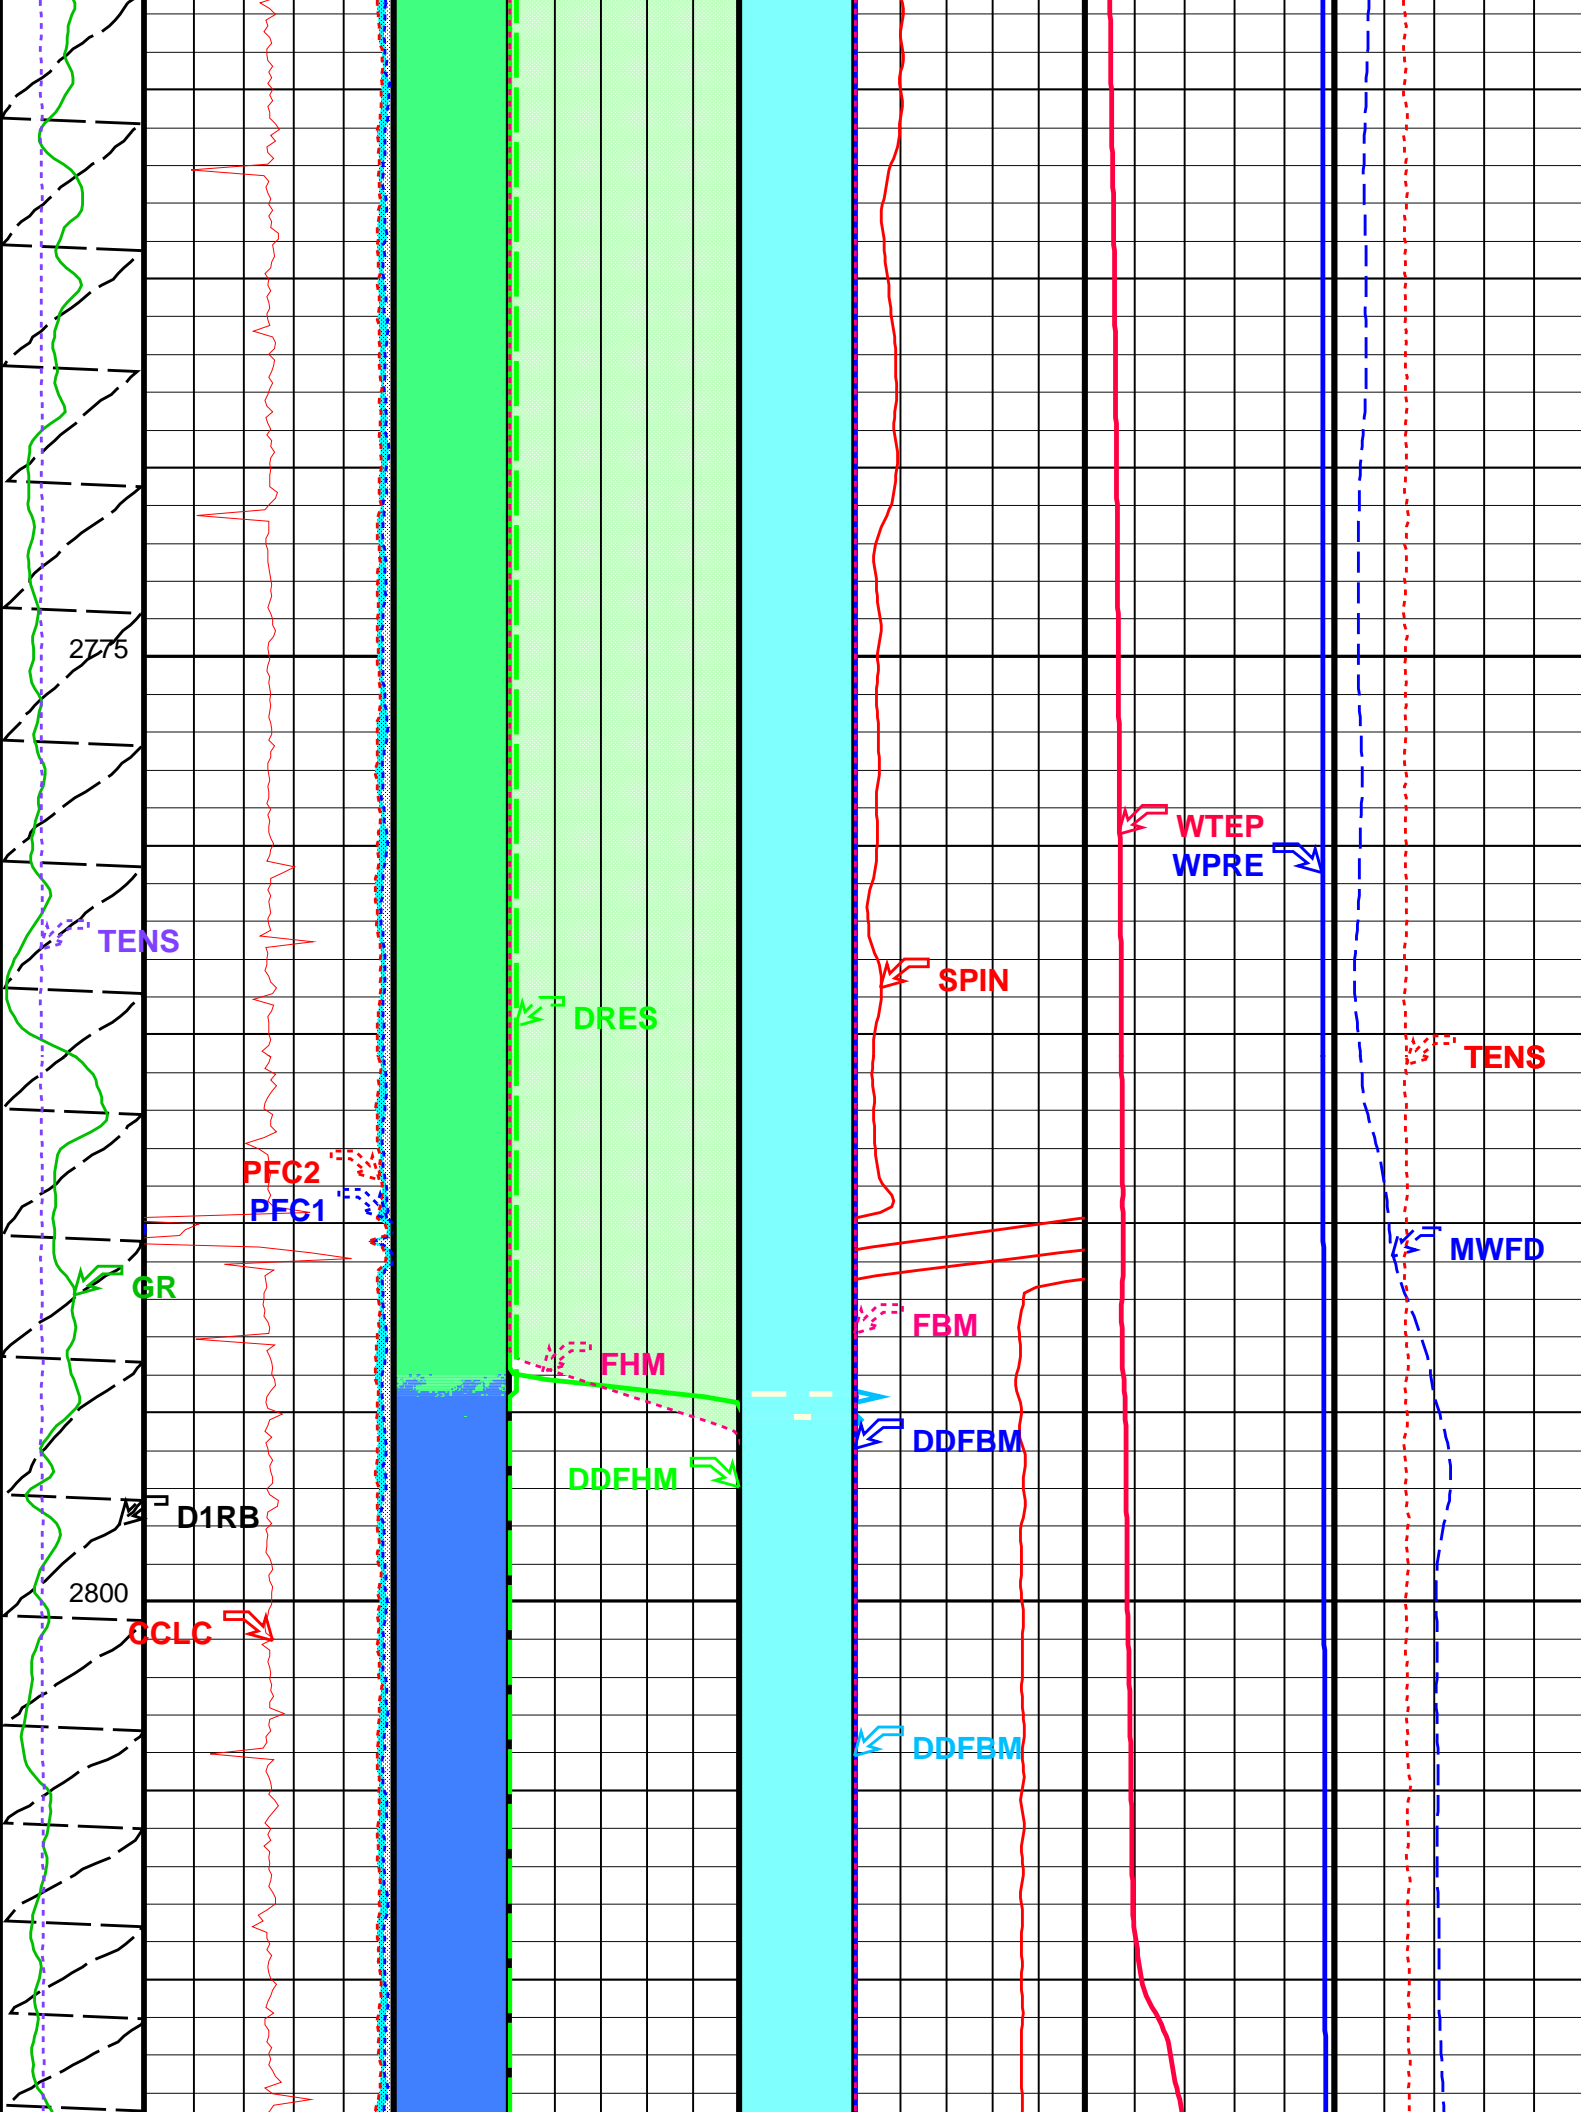 2775
WTEP
WPRE
TENS
SPIN
DRES
TENS
PFC2
PFC1
MWFD
GR
FBM
FHM
DDFBM
DDFHM
D1RB
2800
CCLC
DDFBM